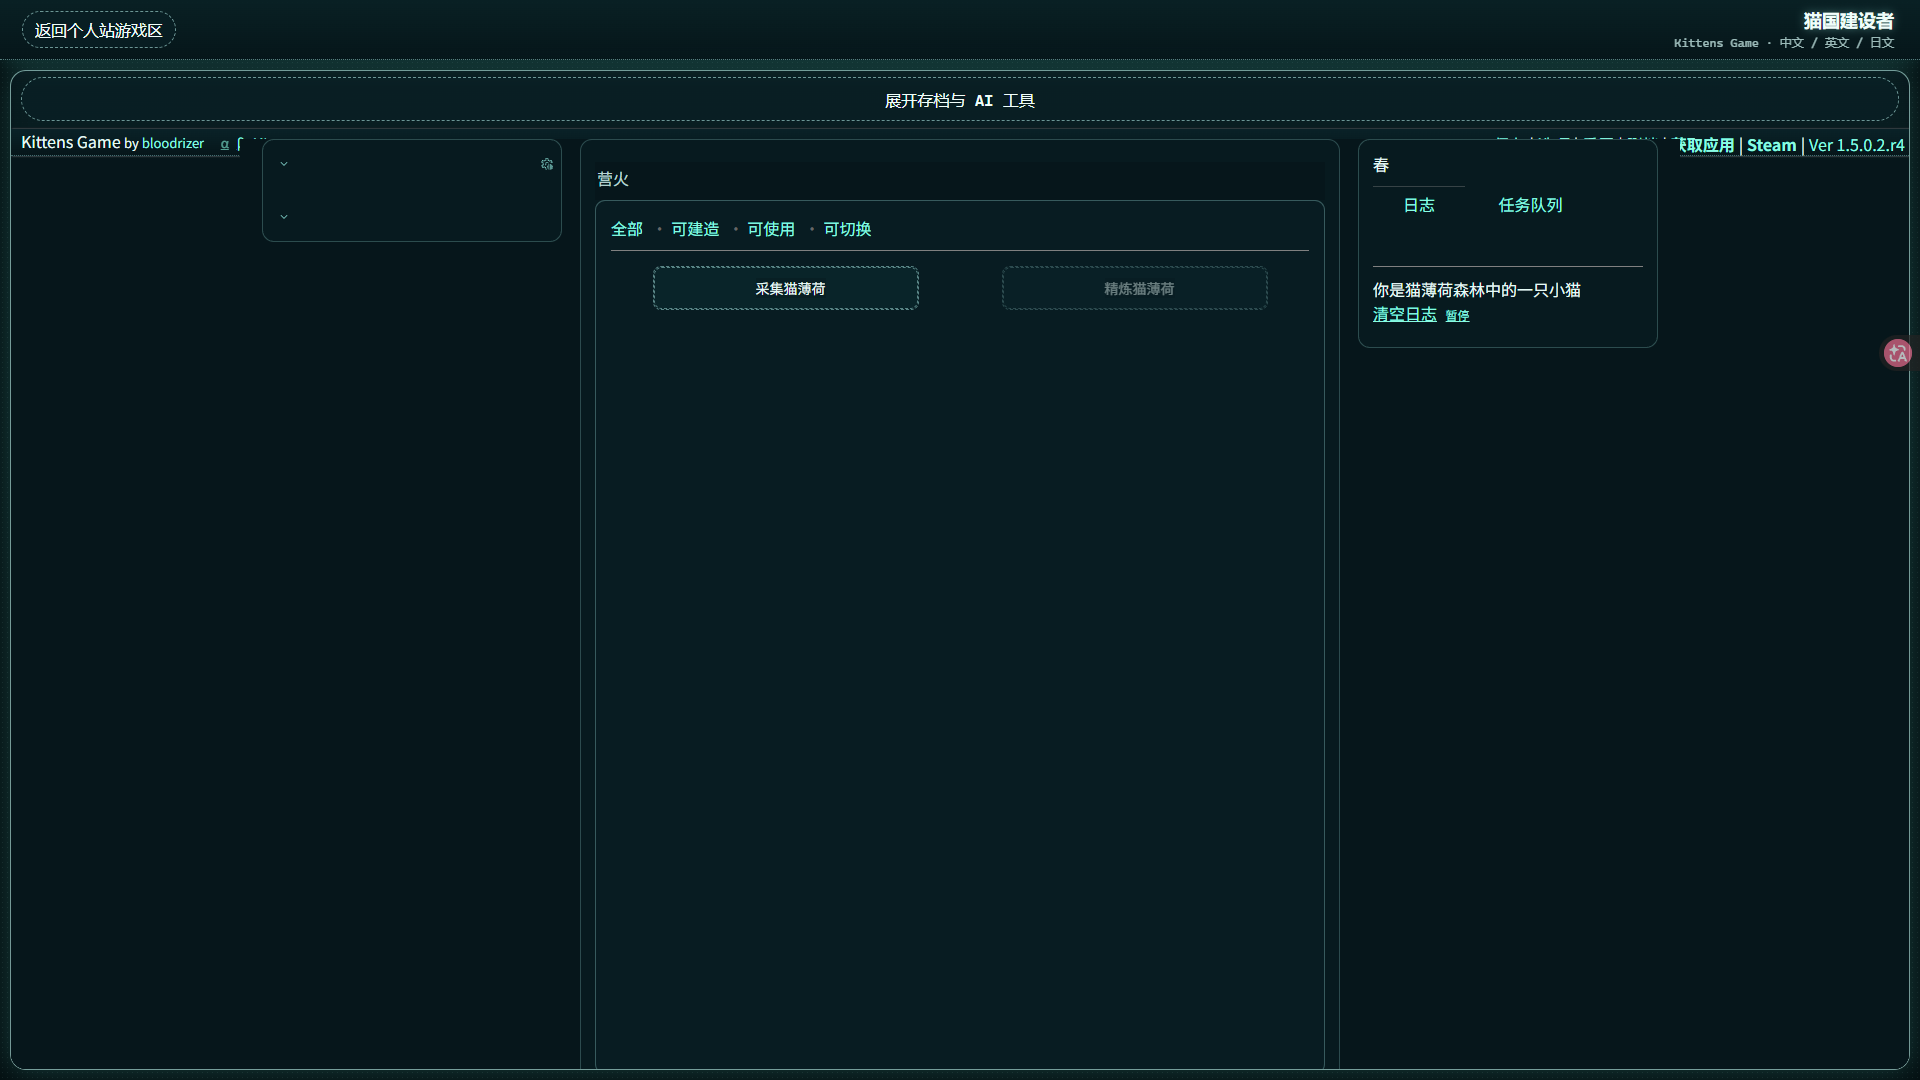 返回个人站游戏区
猫国建设者
Kittens Game · 中文 / 英文 / 日文
展开存档与 AI 工具
Kittens Game by bloodrizer α
获取应用 | Steam | Ver 1.5.0.2.r4
营火
全部 • 可建造 • 可使用 • 可切换
采集猫薄荷
精炼猫薄荷
春
日志
任务队列
你是猫薄荷森林中的一只小猫
清空日志 暂停